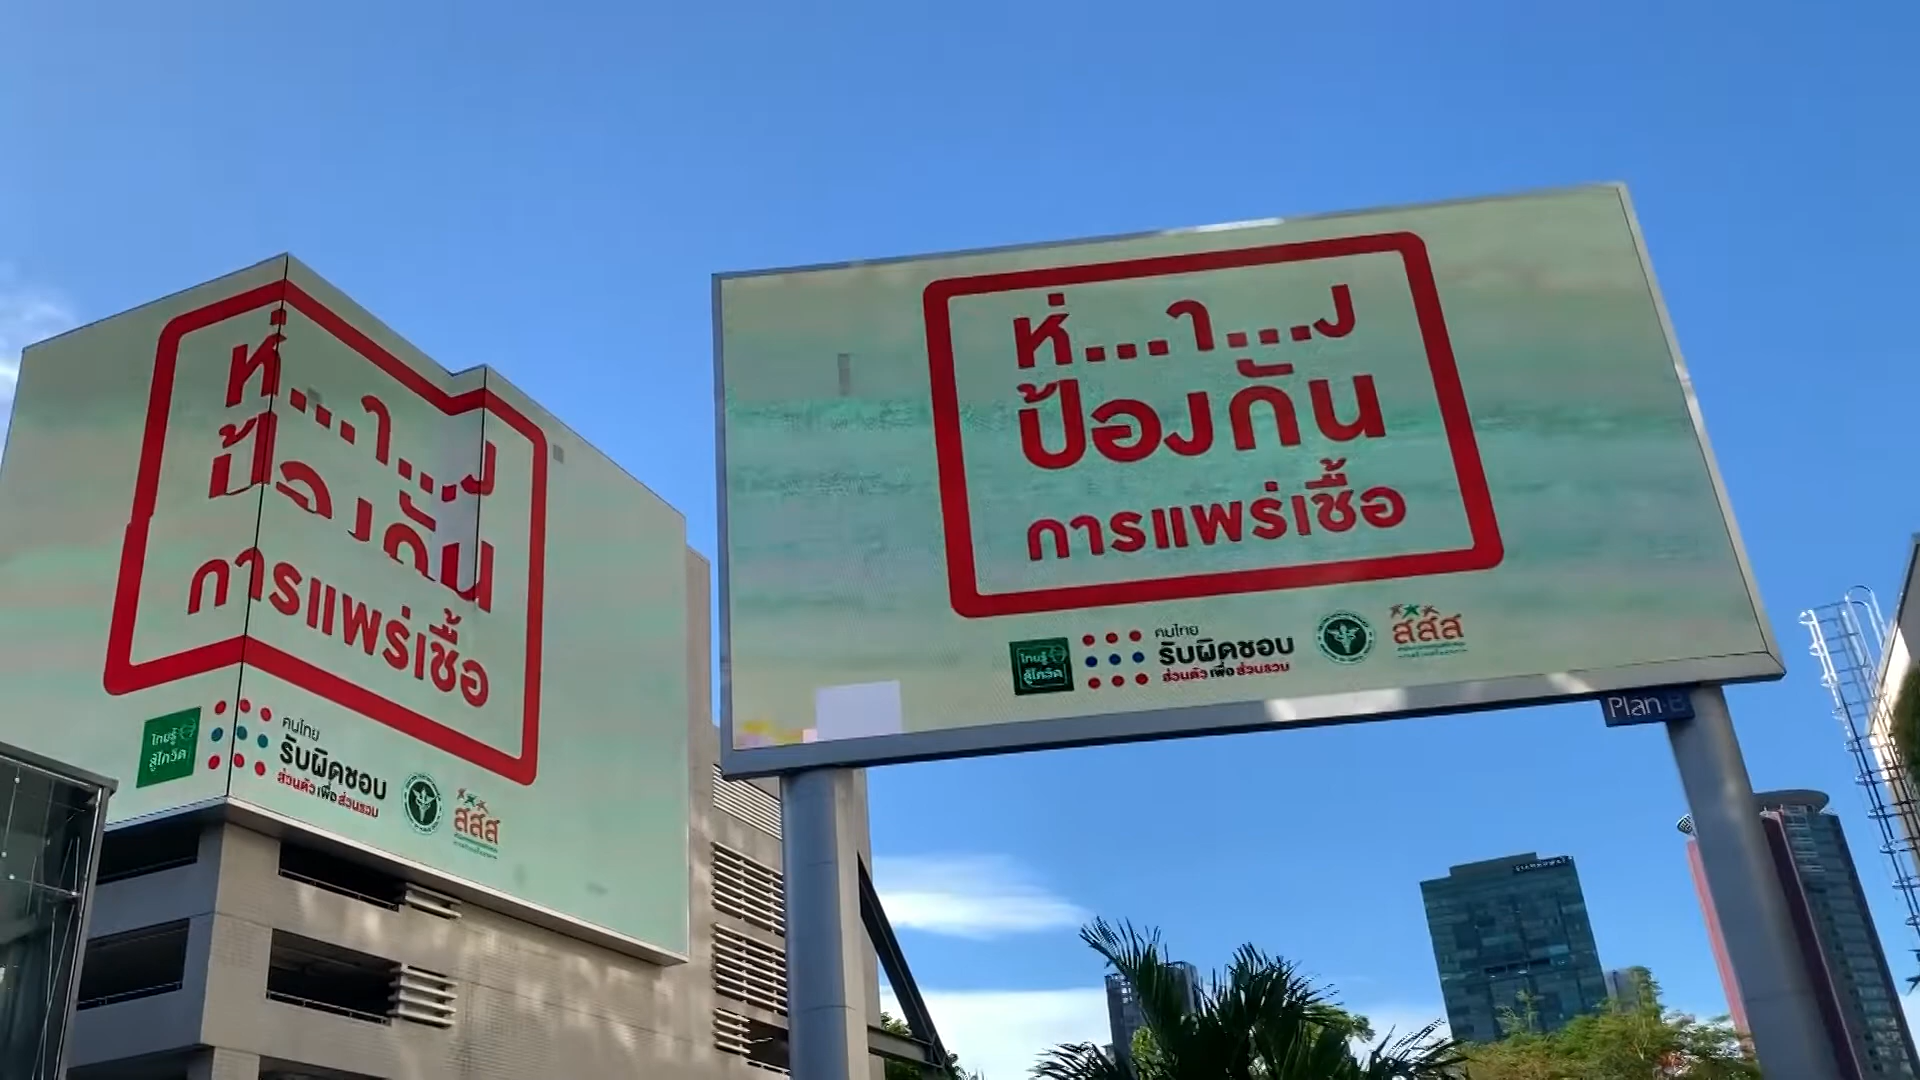 ห่...า....ง
ป้องกัน
การแพร่เชื้อ
ไทยรู้
สู้โควิด
คนไทย
รับผิดชอบ
ส่วนตัวเพื่อส่วนรวม
สสส
ห่...า....ง
ป้องกัน
การแพร่เชื้อ
ไทยรู้
สู้โควิด
คนไทย
รับผิดชอบ
ส่วนตัวเพื่อส่วนรวม
สสส
Plan B